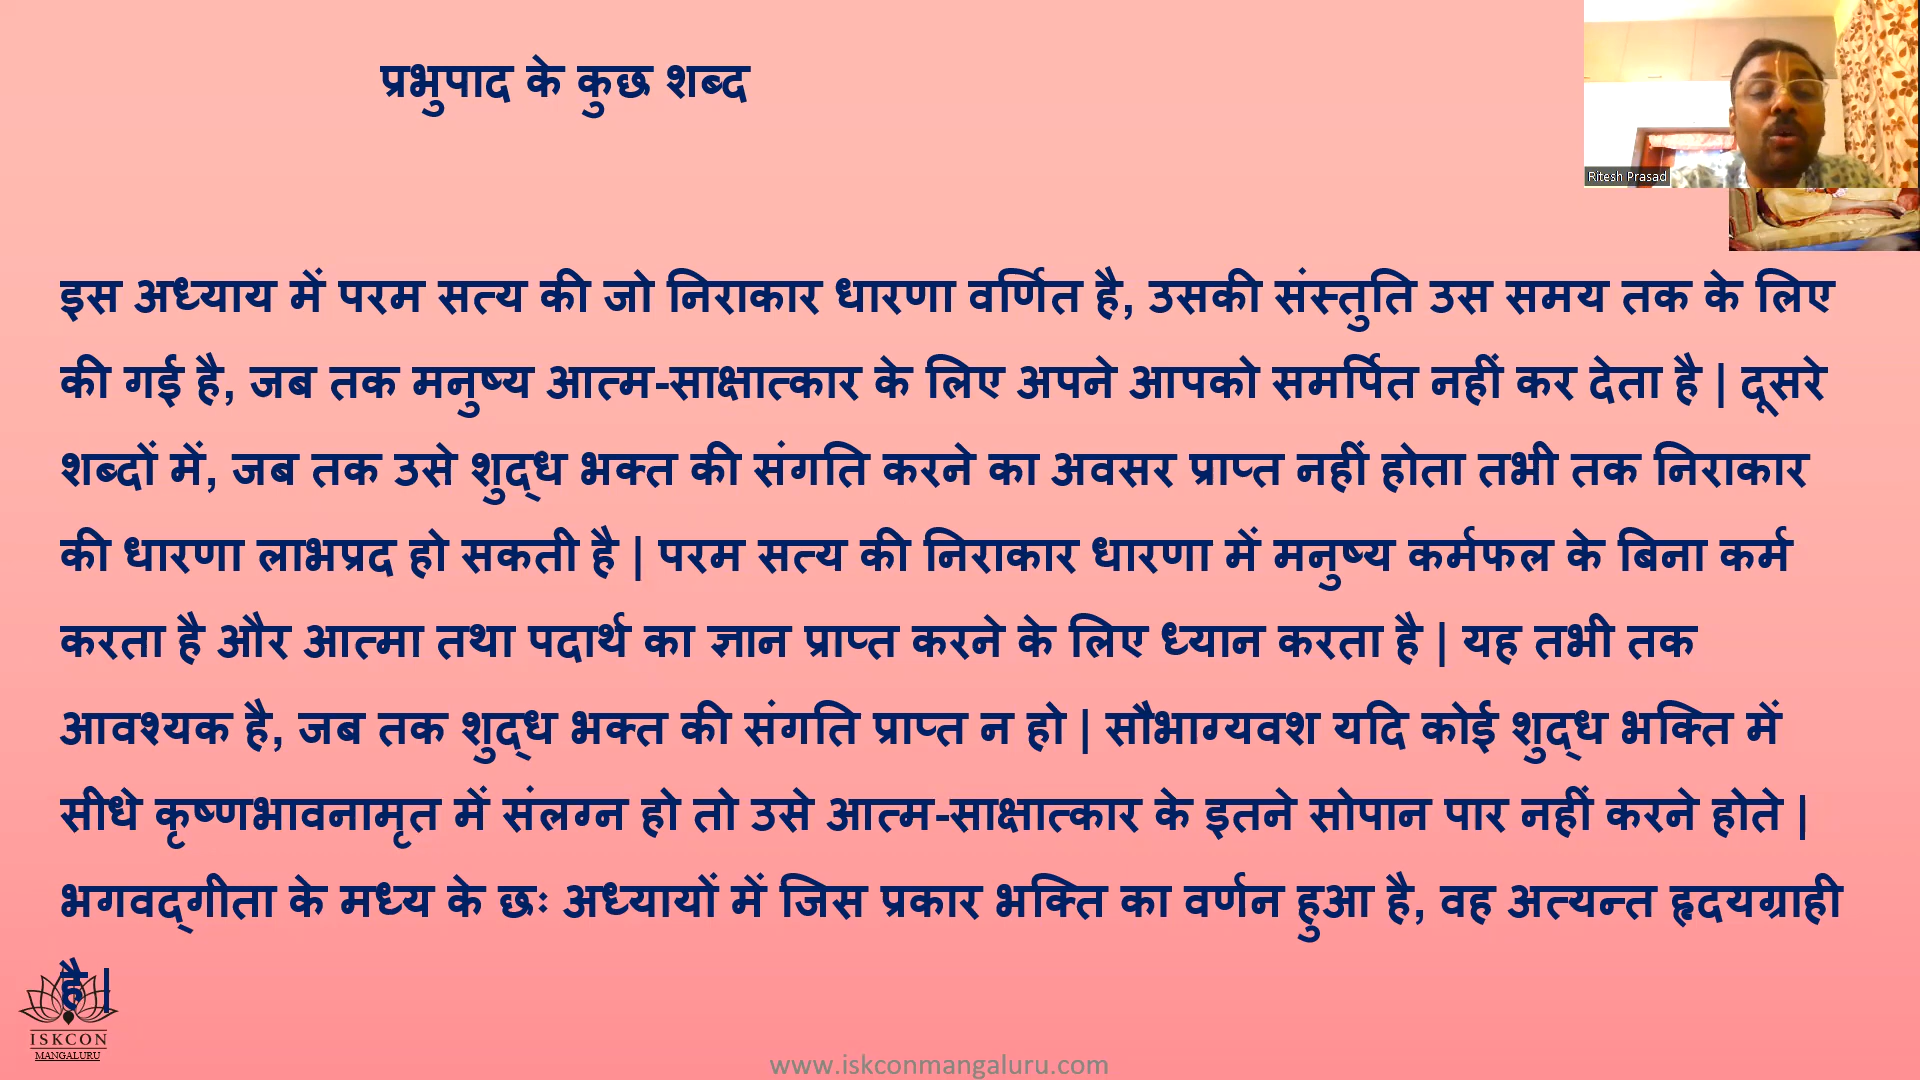 प्रभुपाद के कुछ शब्द
Ritesh Prasad
इस अध्याय में परम सत्य की जो निराकार धारणा वर्णित है, उसकी संस्तुति उस समय तक के लिए
की गई है, जब तक मनुष्य आत्म-साक्षात्कार के लिए अपने आपको समर्पित नहीं कर देता है | दूसरे
शब्दों में, जब तक उसे शुद्ध भक्त की संगति करने का अवसर प्राप्त नहीं होता तभी तक निराकार
की धारणा लाभप्रद हो सकती है | परम सत्य की निराकार धारणा में मनुष्य कर्मफल के बिना कर्म
करता है और आत्मा तथा पदार्थ का ज्ञान प्राप्त करने के लिए ध्यान करता है | यह तभी तक
आवश्यक है, जब तक शुद्ध भक्त की संगति प्राप्त न हो | सौभाग्यवश यदि कोई शुद्ध भक्ति में
सीधे कृष्णभावनामृत में संलग्न हो तो उसे आत्म-साक्षात्कार के इतने सोपान पार नहीं करने होते |
भगवद्गीता के मध्य के छः अध्यायों में जिस प्रकार भक्ति का वर्णन हुआ है, वह अत्यन्त हृदयग्राही
है |
ISKCON
MANGALURU
www.iskconmangaluru.com